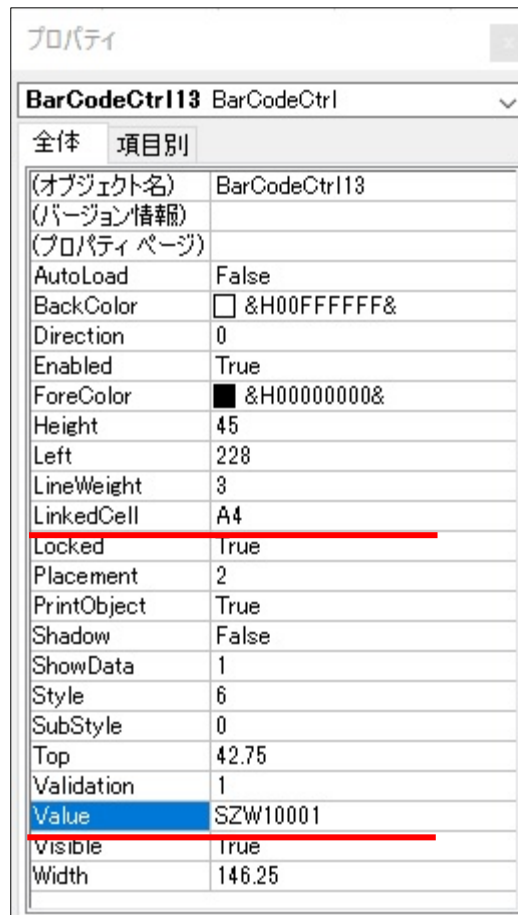 プロパティ
x
BarCodeCtrl13 BarCodeCtrl
全体 項目別
(オブジェクト名) BarCodeCtrl13
(バージョン情報)
(プロパティ ページ)
AutoLoad False
BackColor &H00FFFFFF&
Direction 0
Enabled True
ForeColor &H00000000&
Height 45
Left 228
LineWeight 3
LinkedCell A4
Locked True
Placement 2
PrintObject True
Shadow False
ShowData 1
Style 6
SubStyle 0
Top 42.75
Validation 1
Value SZW10001
Visible True
Width 146.25